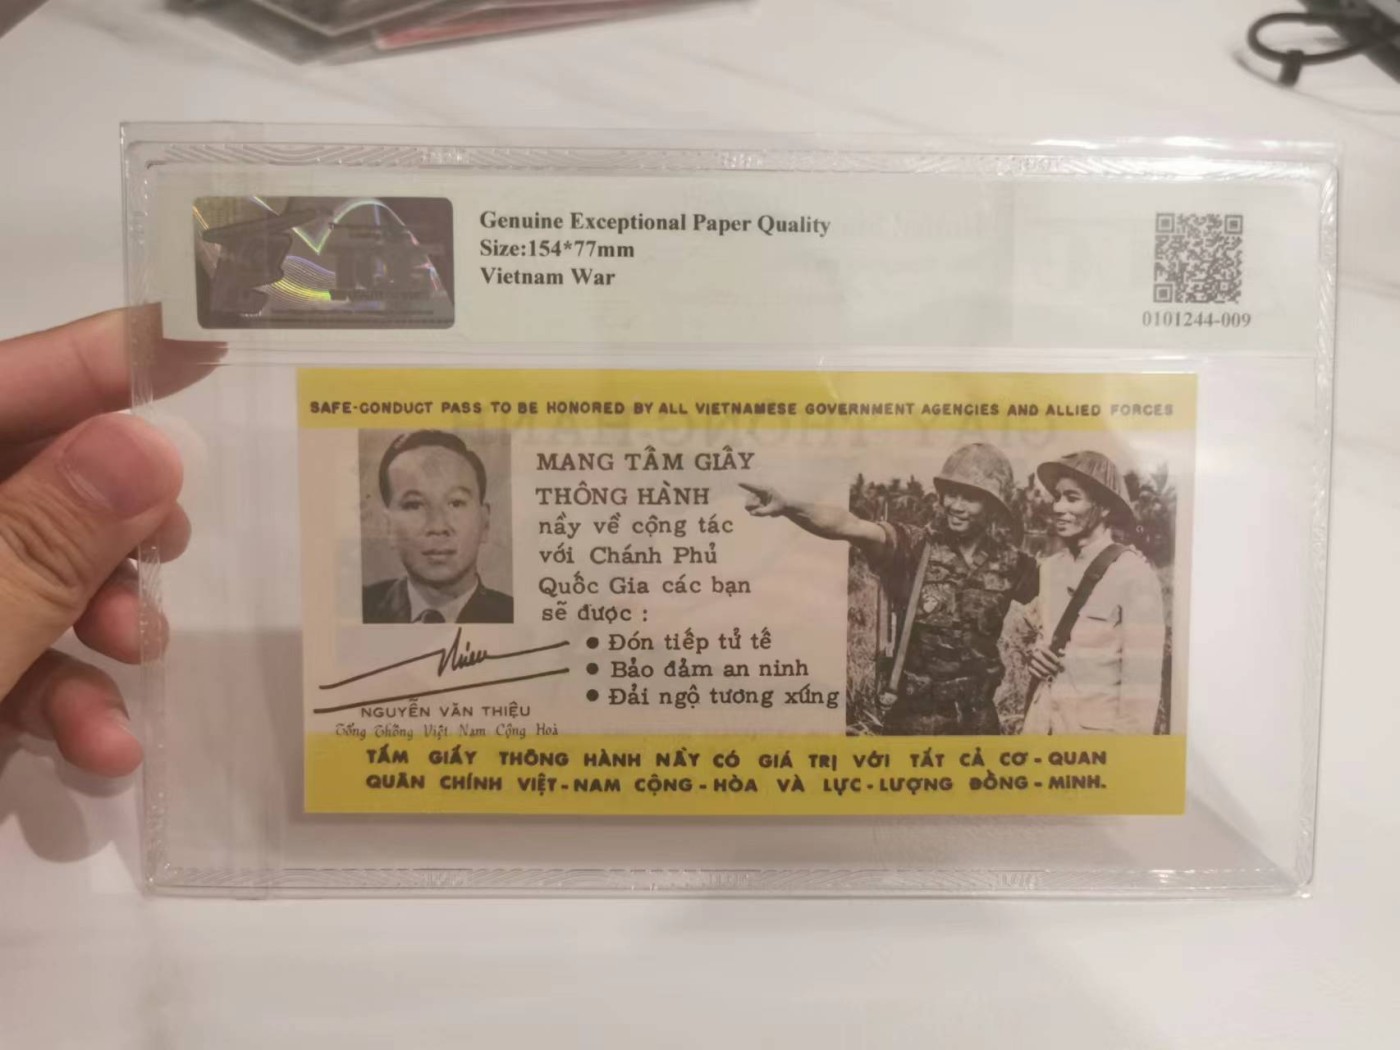 Genuine Exceptional Paper Quality
Size:154*77mm
Vietnam War
0101244-009
SAFE-CONDUCT PASS TO BE HONORED BY ALL VIETNAMESE GOVERNMENT AGENCIES AND ALLIED FORCES
MANG TẤM GIẤY
THÔNG HÀNH
nầy về cộng tác
với Chánh Phủ
Quốc Gia các bạn
sẽ được :
● Đón tiếp tử tế
● Bảo đảm an ninh
● Đải ngộ tương xứng
NGUYỄN VĂN THIỆU
Tổng Thống Việt Nam Cộng Hoà
TẤM GIẤY THÔNG HÀNH NẦY CÓ GIÁ TRỊ VỚI TẤT CẢ CƠ - QUAN
QUÂN CHÍNH VIỆT - NAM CỘNG - HÒA VÀ LỰC - LƯỢNG ĐỒNG - MINH.